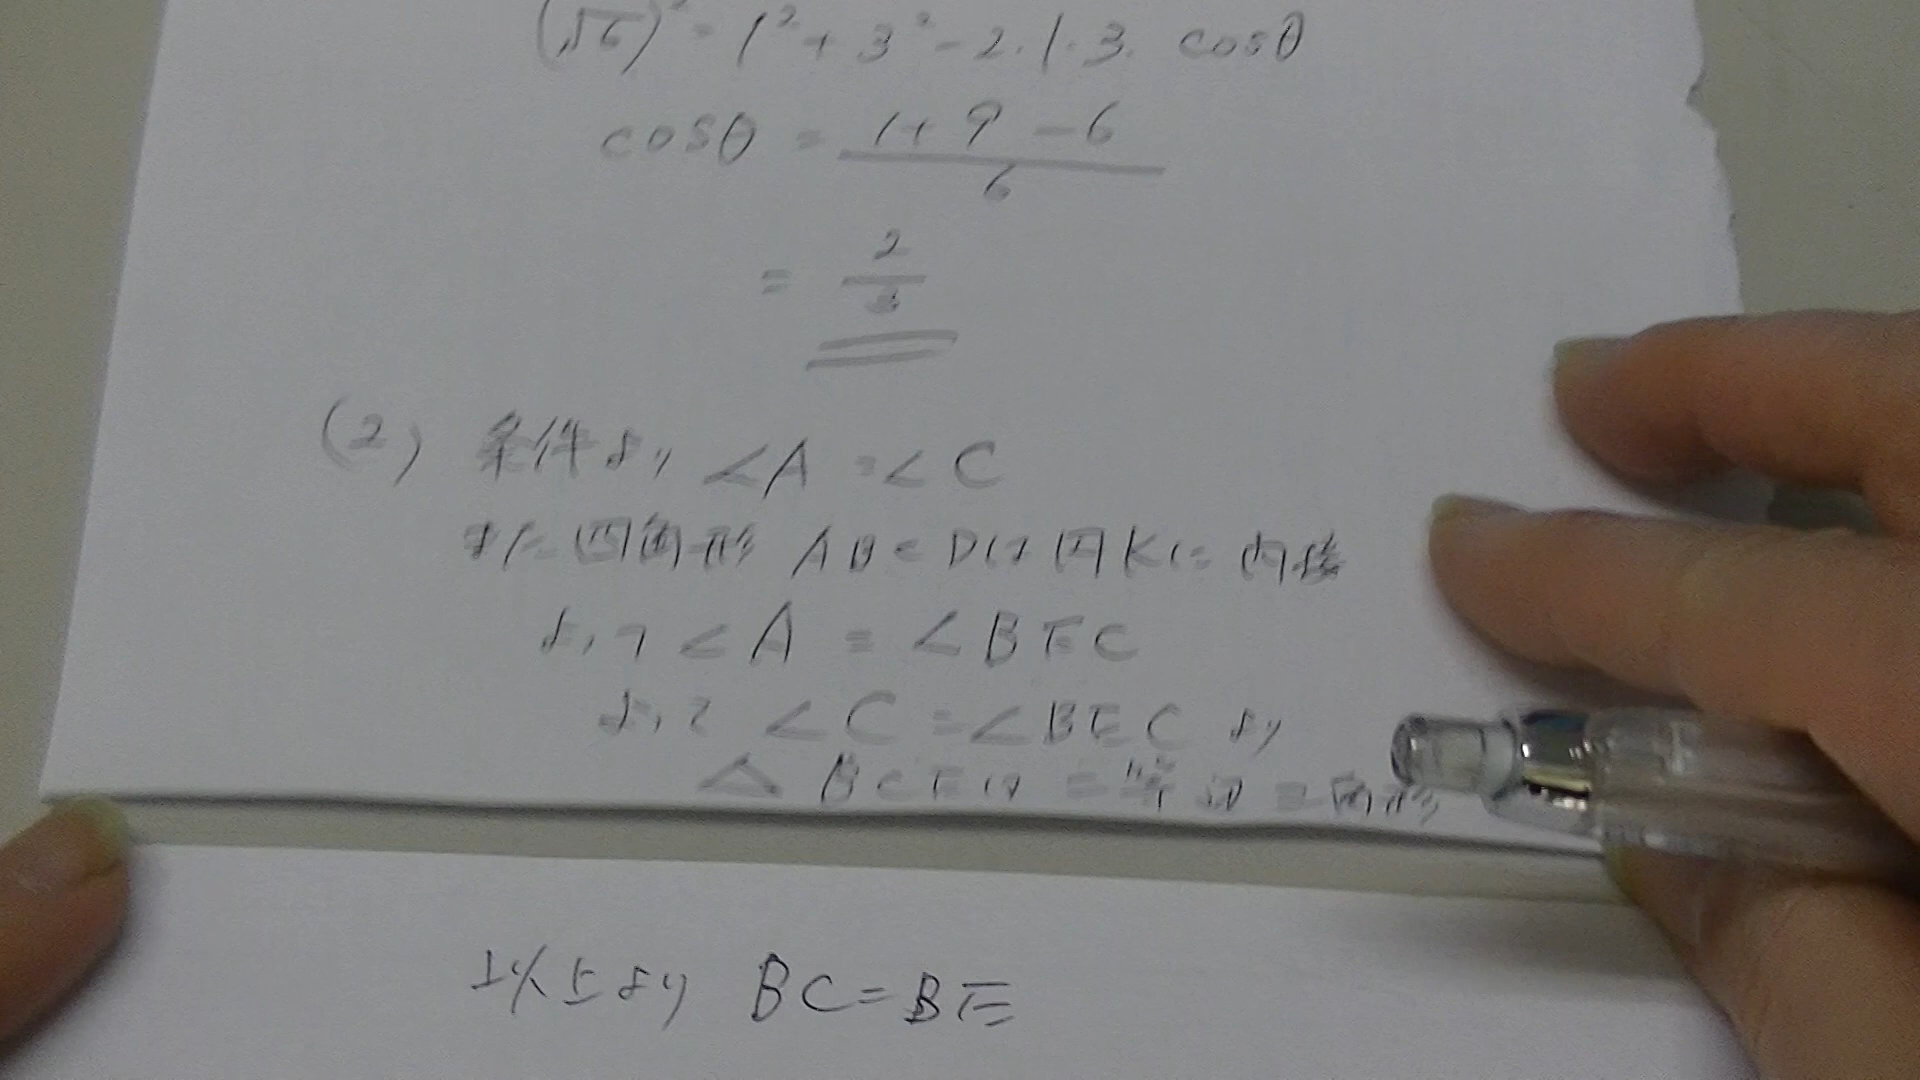 (√6)² = 1² + 3² - 2・1・3・cosθ
cosθ = (1+9-6)/6
= 2/3
(2) 条件より ∠A = ∠C
また 四角形 ABCDは円Kに内接
よって ∠A = ∠BEC
よって ∠C = ∠BEC より
△BCEは二等辺三角形
以上より BC = BE